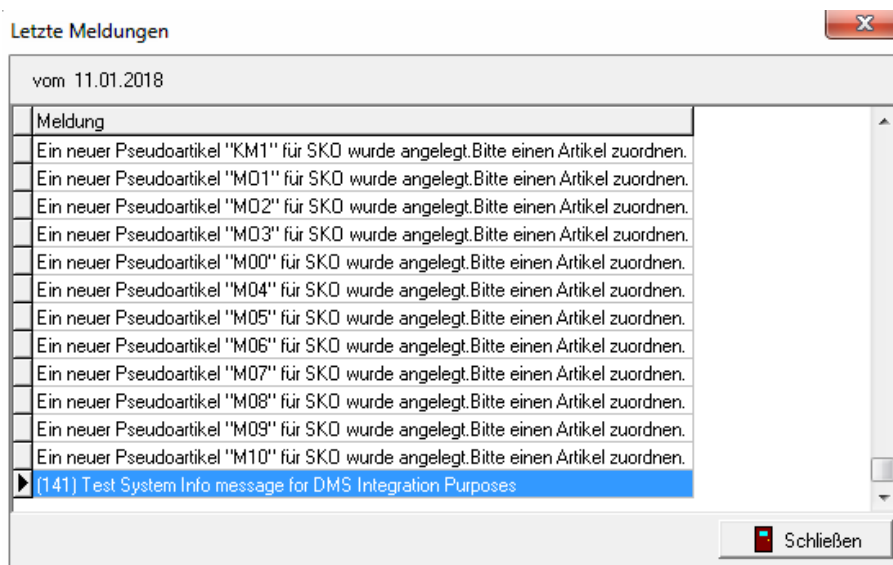 Letzte Meldungen
vom 11.01.2018
Meldung
Ein neuer Pseudoartikel "KM1" für SKO wurde angelegt.Bitte einen Artikel zuordnen.
Ein neuer Pseudoartikel "MO1" für SKO wurde angelegt.Bitte einen Artikel zuordnen.
Ein neuer Pseudoartikel "MO2" für SKO wurde angelegt.Bitte einen Artikel zuordnen.
Ein neuer Pseudoartikel "MO3" für SKO wurde angelegt.Bitte einen Artikel zuordnen.
Ein neuer Pseudoartikel "M00" für SKO wurde angelegt.Bitte einen Artikel zuordnen.
Ein neuer Pseudoartikel "M04" für SKO wurde angelegt.Bitte einen Artikel zuordnen.
Ein neuer Pseudoartikel "M05" für SKO wurde angelegt.Bitte einen Artikel zuordnen.
Ein neuer Pseudoartikel "M06" für SKO wurde angelegt.Bitte einen Artikel zuordnen.
Ein neuer Pseudoartikel "M07" für SKO wurde angelegt.Bitte einen Artikel zuordnen.
Ein neuer Pseudoartikel "M08" für SKO wurde angelegt.Bitte einen Artikel zuordnen.
Ein neuer Pseudoartikel "M09" für SKO wurde angelegt.Bitte einen Artikel zuordnen.
Ein neuer Pseudoartikel "M10" für SKO wurde angelegt.Bitte einen Artikel zuordnen.
(141) Test System Info message for DMS Integration Purposes
Schließen